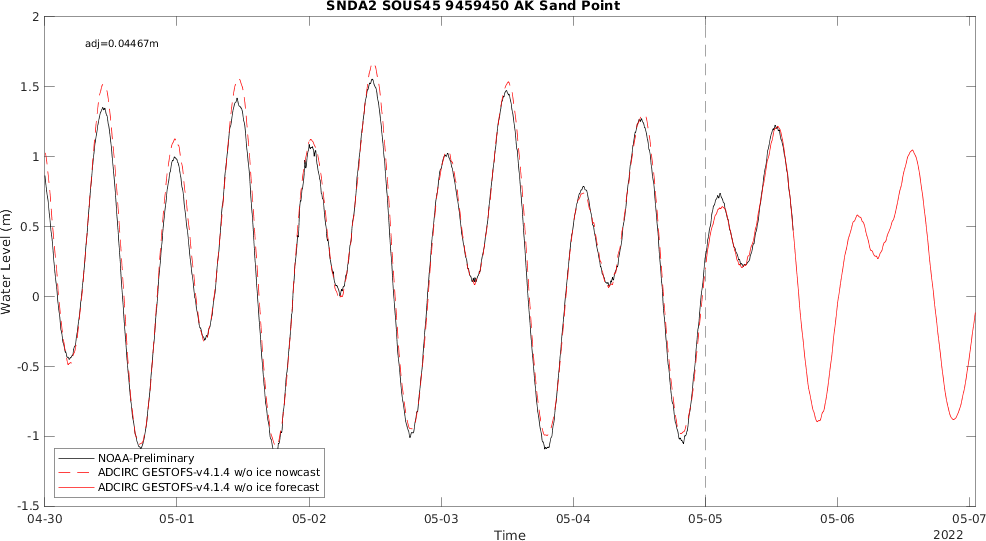 SNDA2 SOUS45 9459450 AK Sand Point
adj=0.04467m
2
1.5
1
0.5
0
-0.5
-1
-1.5
Water Level (m)
NOAA-Preliminary
ADCIRC GESTOFS-v4.1.4 w/o ice nowcast
ADCIRC GESTOFS-v4.1.4 w/o ice forecast
04-30 05-01 05-02 05-03 05-04 05-05 05-06 05-07
Time
2022